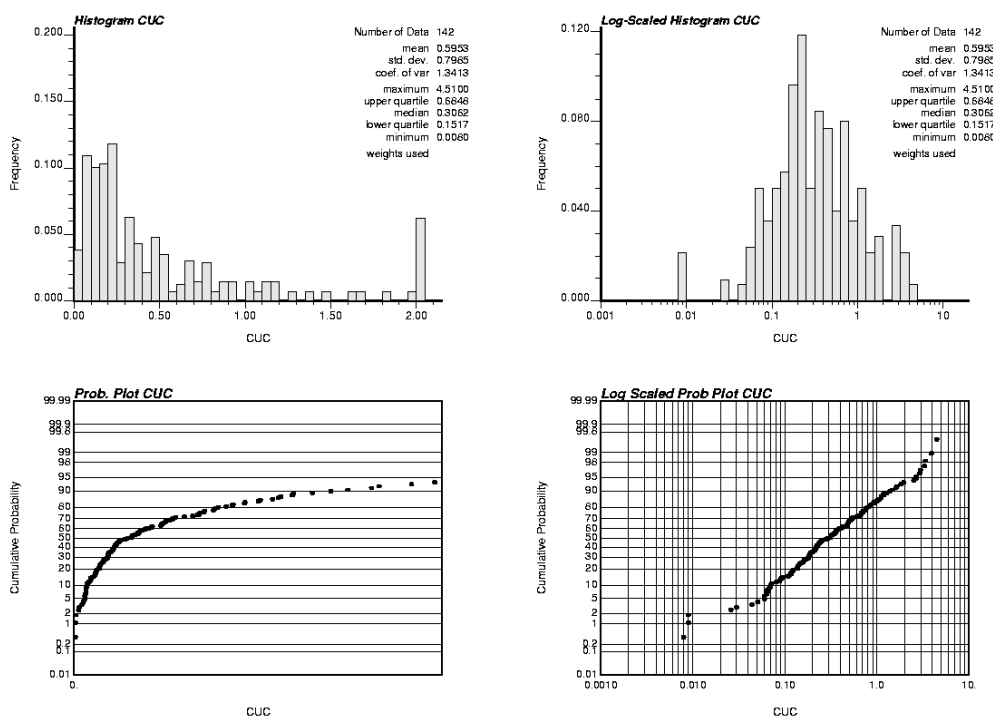 Histogram CUC
Frequency
0.200
0.150
0.100
0.050
0.000
0.00 0.50 1.00 1.50 2.00
CUC
Number of Data 142
mean 0.5953
std. dev. 0.7985
coef. of var 1.3413
maximum 4.5100
upper quartile 0.6848
median 0.3062
lower quartile 0.1517
minimum 0.0080
weights used
Log-Scaled Histogram CUC
Frequency
0.120
0.080
0.040
0.000
0.001 0.01 0.1 1 10
CUC
Number of Data 142
mean 0.5953
std. dev. 0.7985
coef. of var 1.3413
maximum 4.5100
upper quartile 0.6848
median 0.3062
lower quartile 0.1517
minimum 0.0080
weights used
Prob. Plot CUC
Cumulative Probability
99.99
99.9
99.8
99
98
95
90
80
70
60
50
40
30
20
10
5
2
1
0.2
0.1
0.01
0.
CUC
Log Scaled Prob Plot CUC
Cumulative Probability
99.99
99.9
99.8
99
98
95
90
80
70
60
50
40
30
20
10
5
2
1
0.2
0.1
0.01
0.0010 0.010 0.10 1.0 10.
CUC